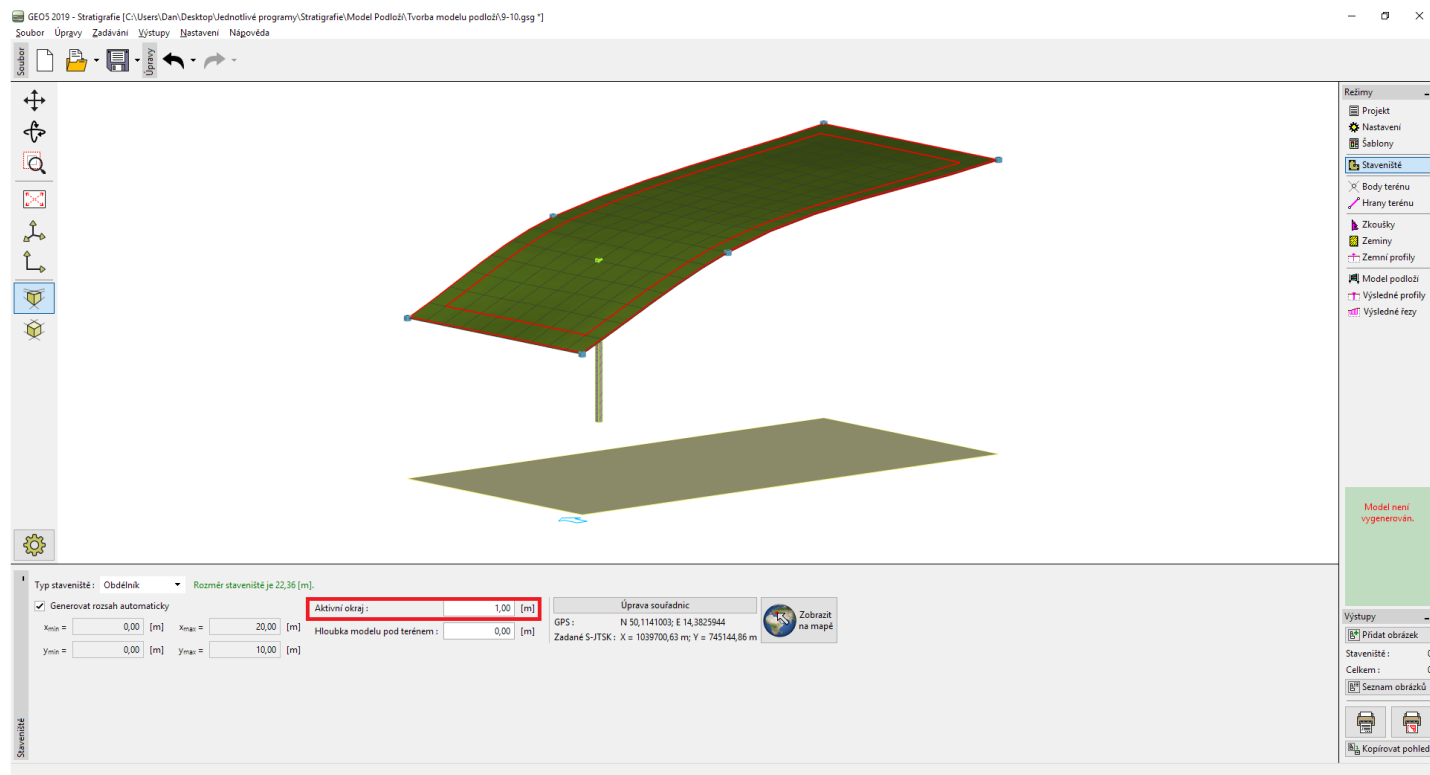 GEO5 2019 - Stratigrafie [C:\Users\Dan\Desktop\Jednotlivé programy\Stratigrafie\Model Podloží\Tvorba modelu podloží\9-10.gsg *]
Soubor Úpravy Zadávání Výstupy Nastavení Nápověda
Soubor
Úpravy
Režimy
Projekt
Nastavení
Šablony
Staveniště
Body terénu
Hrany terénu
Zkoušky
Zeminy
Zemní profily
Model podloží
Výsledné profily
Výsledné řezy
Model není
vygenerován.
Typ staveniště : Obdélník Rozměr staveniště je 22,36 [m].
Generovat rozsah automaticky
xmin = 0,00 [m] xmax = 20,00 [m]
ymin = 0,00 [m] ymax = 10,00 [m]
Aktivní okraj : 1,00 [m]
Hloubka modelu pod terénem : 0,00 [m]
Úprava souřadnic
GPS : N 50,1141003; E 14,3825944
Zadané S-JTSK : X = 1039700,63 m; Y = 745144,86 m
Zobrazit
na mapě
Staveniště
Výstupy
Přidat obrázek
Staveniště : 0
Celkem : 0
Seznam obrázků
Kopírovat pohled